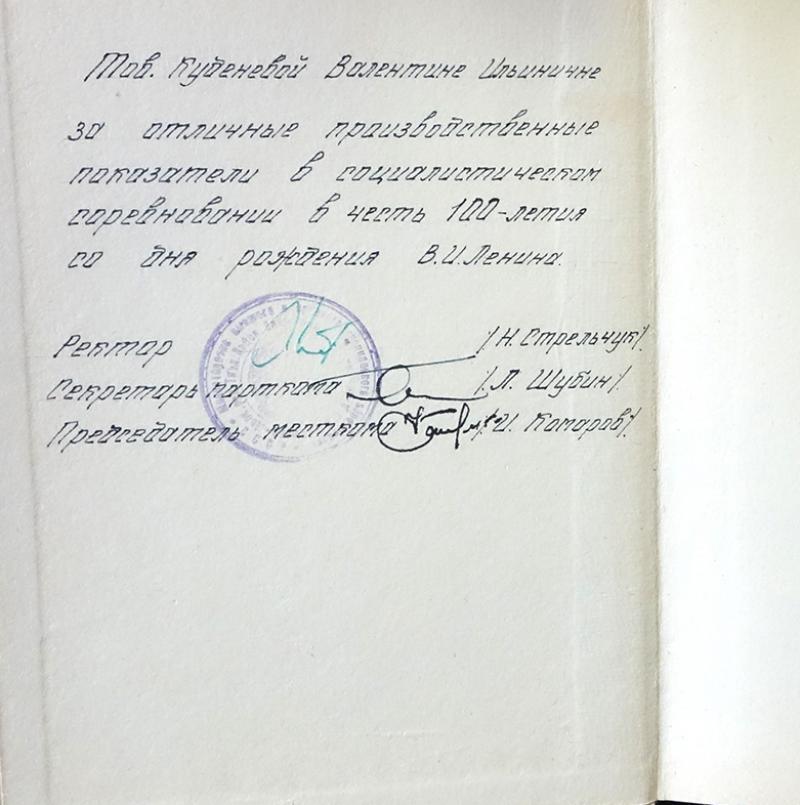 Тов. Куденевой Валентине Ильиничне
за отличные производственные
показатели в социалистическом
соревновании в честь 100-летия
со дня рождения В.И.Ленина.
Ректор /Н. Стрельчук/.
Секретарь парткома /Л. Шубин/.
Председатель месткома /И. Комаров/.